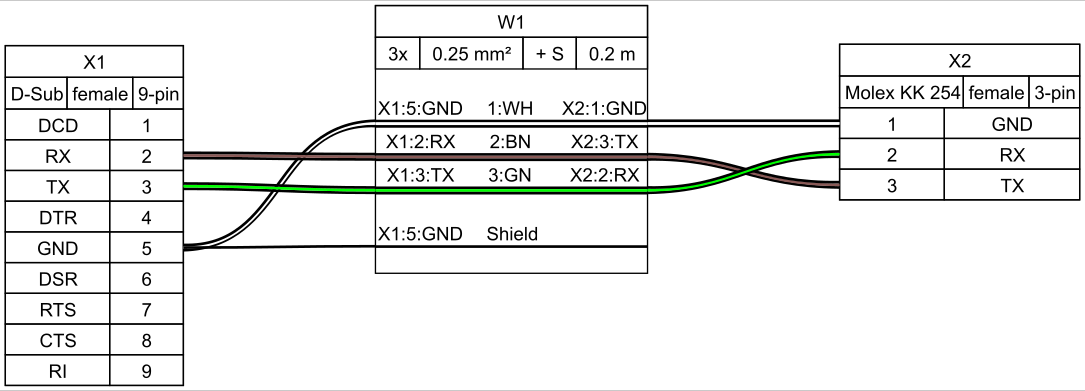 X1
D-Sub female 9-pin
DCD 1
RX 2
TX 3
DTR 4
GND 5
DSR 6
RTS 7
CTS 8
RI 9
W1
3x 0.25 mm² + S 0.2 m
X1:5:GND 1:WH X2:1:GND
X1:2:RX 2:BN X2:3:TX
X1:3:TX 3:GN X2:2:RX
X1:5:GND Shield
X2
Molex KK 254 female 3-pin
1 GND
2 RX
3 TX